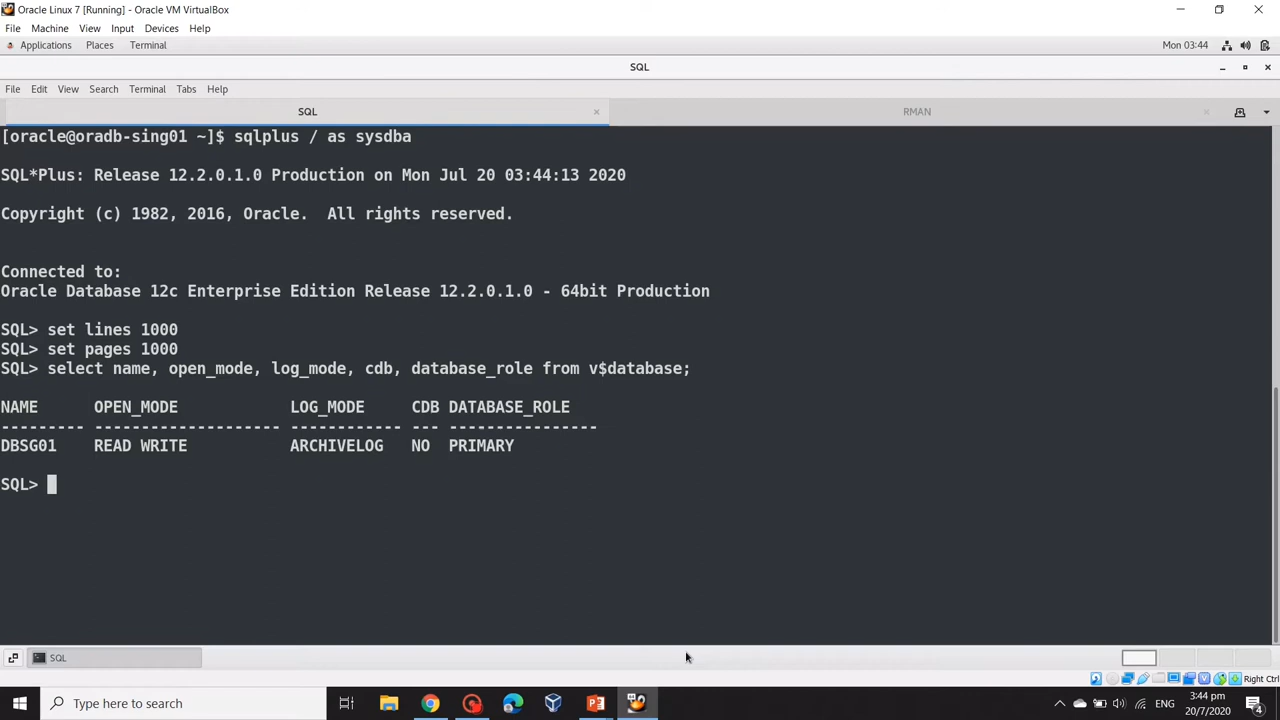 Oracle Linux 7 [Running] - Oracle VM VirtualBox
File Machine View Input Devices Help
Applications Places Terminal Mon 03:44
SQL
File Edit View Search Terminal Tabs Help
SQL RMAN
[oracle@oradb-sing01 ~]$ sqlplus / as sysdba
SQL*Plus: Release 12.2.0.1.0 Production on Mon Jul 20 03:44:13 2020
Copyright (c) 1982, 2016, Oracle.  All rights reserved.
Connected to:
Oracle Database 12c Enterprise Edition Release 12.2.0.1.0 - 64bit Production
SQL> set lines 1000
SQL> set pages 1000
SQL> select name, open_mode, log_mode, cdb, database_role from v$database;
NAME      OPEN_MODE            LOG_MODE     CDB DATABASE_ROLE
--------- -------------------- ------------ --- ----------------
DBSG01    READ WRITE           ARCHIVELOG   NO  PRIMARY
SQL>
SQL
Right Ctrl
Type here to search
ENG
3:44 pm
20/7/2020
4